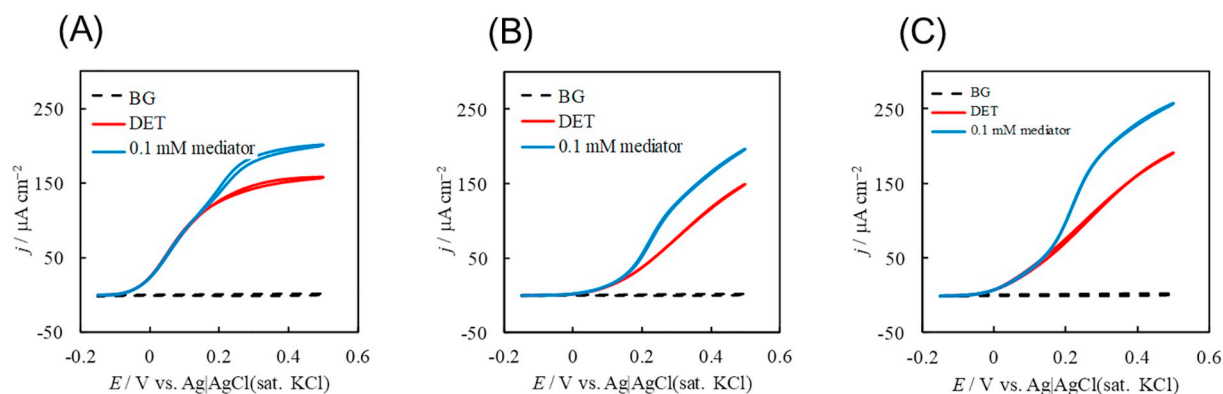 (A)
BG
DET
0.1 mM mediator
250
150
50
-50
j / μA cm⁻²
-0.2
0
0.2
0.4
0.6
E / V vs. Ag|AgCl(sat. KCl)
(B)
BG
DET
0.1 mM mediator
250
150
50
-50
j / μA cm⁻²
-0.2
0
0.2
0.4
0.6
E / V vs. Ag|AgCl(sat. KCl)
(C)
BG
DET
0.1 mM mediator
250
150
50
-50
j / μA cm⁻²
-0.2
0
0.2
0.4
0.6
E / V vs. Ag|AgCl(sat. KCl)